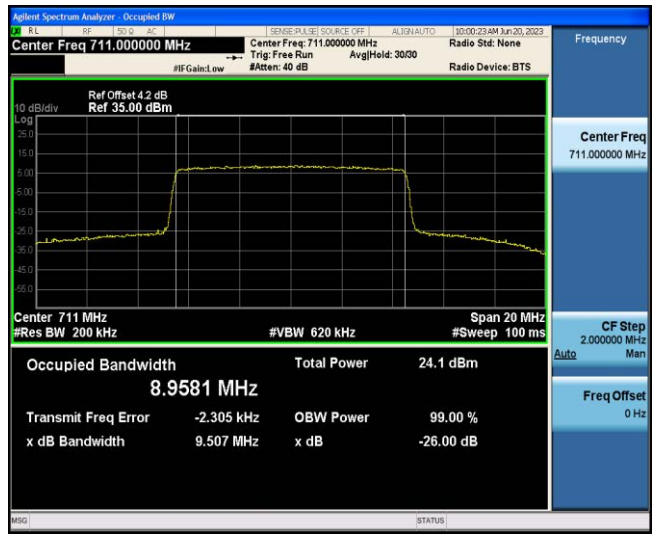 Agilent Spectrum Analyzer - Occupied BW
RL RF 50 Ω AC SENSE:PULSE SOURCE OFF ALIGNAUTO 10:00:23 AM Jun 20, 2023
Center Freq 711.000000 MHz
Center Freq: 711.000000 MHz
Radio Std: None
Trig: Free Run Avg|Hold: 30/30
#IFGain:Low
#Atten: 40 dB
Radio Device: BTS
Frequency
Ref Offset 4.2 dB
10 dB/div Ref 35.00 dBm
Log
25.0
15.0
5.00
-5.00
-15.0
-25.0
-35.0
-45.0
-55.0
Center Freq
711.000000 MHz
Center 711 MHz Span 20 MHz
#Res BW 200 kHz #VBW 620 kHz #Sweep 100 ms
CF Step
2.000000 MHz
Auto Man
Occupied Bandwidth Total Power 24.1 dBm
8.9581 MHz
Transmit Freq Error -2.305 kHz OBW Power 99.00 %
x dB Bandwidth 9.507 MHz x dB -26.00 dB
Freq Offset
0 Hz
MSG STATUS